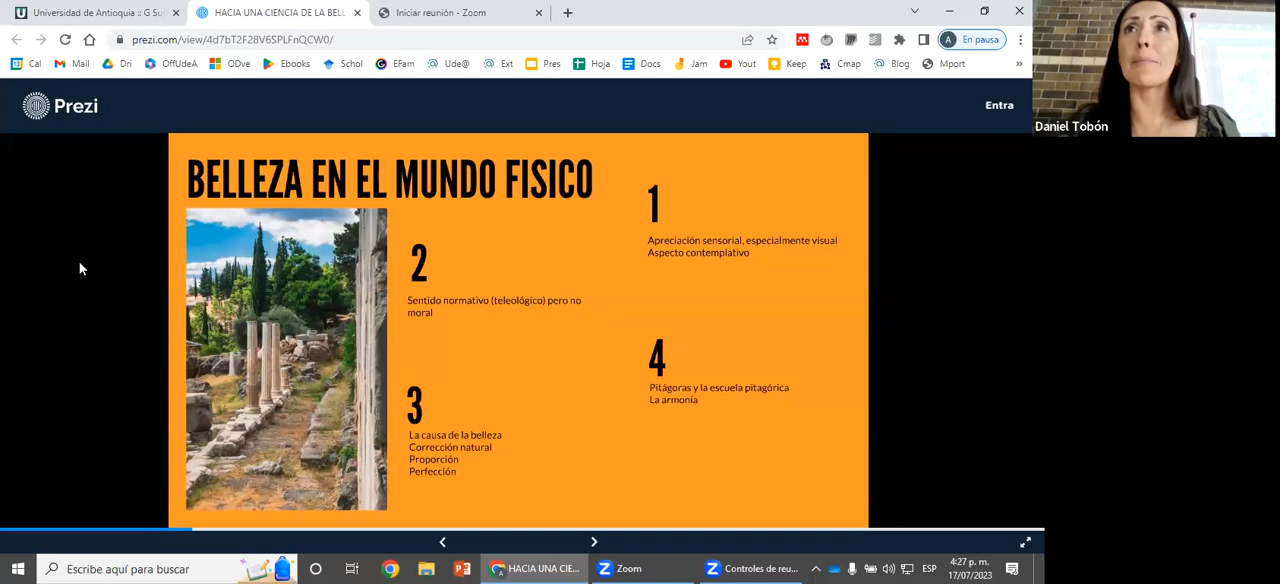 Universidad de Antioquia :: G Su
HACIA UNA CIENCIA DE LA BELL
Iniciar reunión - Zoom
prezi.com/view/4d7bT2F28V6SPLFnQCW0/
A
En pausa
Cal
Mail
Dri
OffUdeA
ODve
Ebooks
Schol
EFam
Ude@
Ext
Pres
Hoja
Docs
Jam
Yout
Keep
Cmap
Blog
Mport
»
Prezi
Entra
Daniel Tobón
BELLEZA EN EL MUNDO FISICO
1
Apreciación sensorial, especialmente visual
Aspecto contemplativo
2
Sentido normativo (teleológico) pero no
moral
3
La causa de la belleza
Corrección natural
Proporción
Perfección
4
Pitágoras y la escuela pitagórica
La armonía
Escribe aquí para buscar
HACIA UNA CIE...
Zoom
Controles de reu...
ESP
4:27 p. m.
17/07/2023